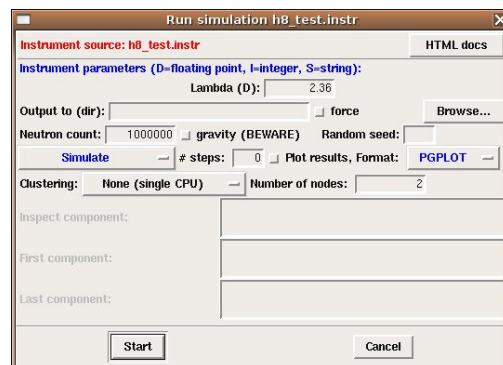 Run simulation h8_test.instr
Instrument source: h8_test.instr HTML docs
Instrument parameters (D=floating point, I=integer, S=string):
Lambda (D): 2.36
Output to (dir): force Browse...
Neutron count: 1000000 gravity (BEWARE) Random seed:
Simulate # steps: 0 Plot results, Format: PGPLOT
Clustering: None (single CPU) Number of nodes: 2
Inspect component:
First component:
Last component:
Start Cancel